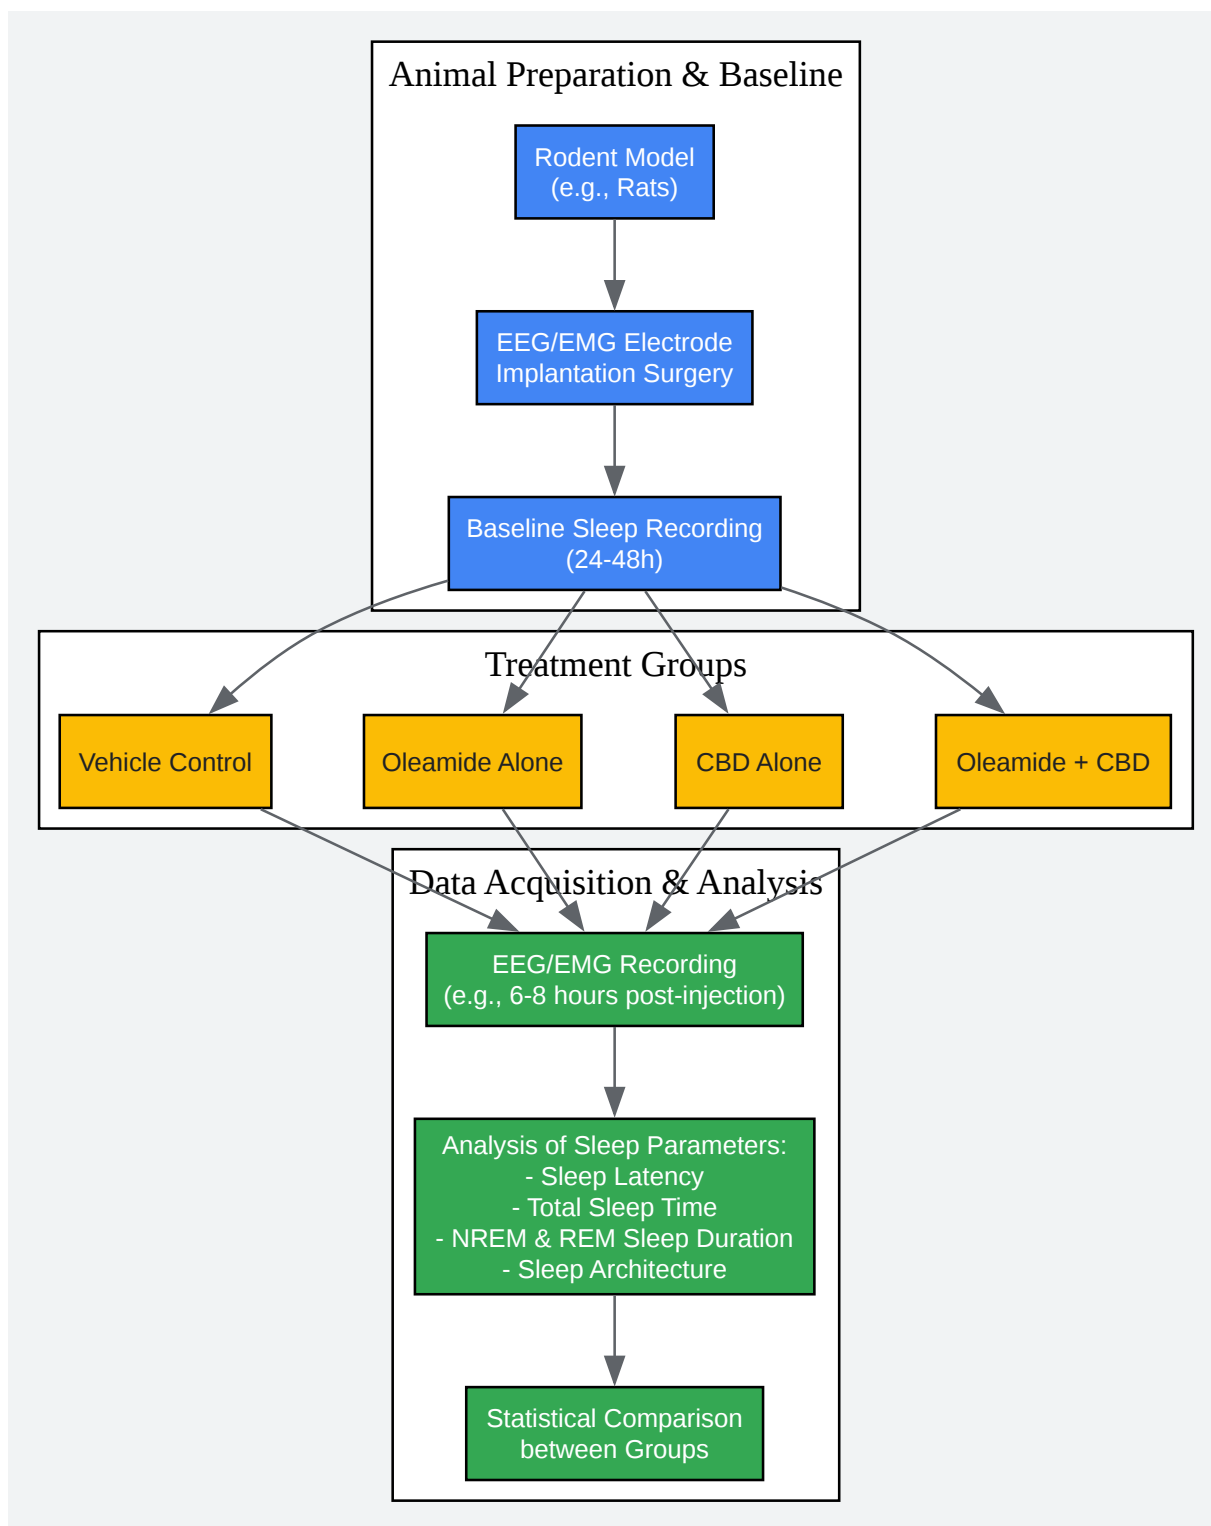 Animal Preparation & Baseline
Rodent Model
(e.g., Rats)
EEG/EMG Electrode
Implantation Surgery
Baseline Sleep Recording
(24-48h)
Treatment Groups
Vehicle Control
Oleamide Alone
CBD Alone
Oleamide + CBD
Data Acquisition & Analysis
EEG/EMG Recording
(e.g., 6-8 hours post-injection)
Analysis of Sleep Parameters:
- Sleep Latency
- Total Sleep Time
- NREM & REM Sleep Duration
- Sleep Architecture
Statistical Comparison
between Groups